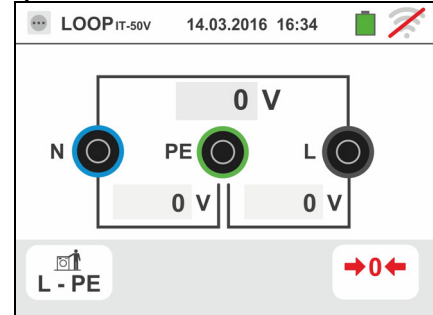 LOOP IT-50V 14.03.2016 16:34
0 V
N PE L
0 V 0 V
L - PE →0←